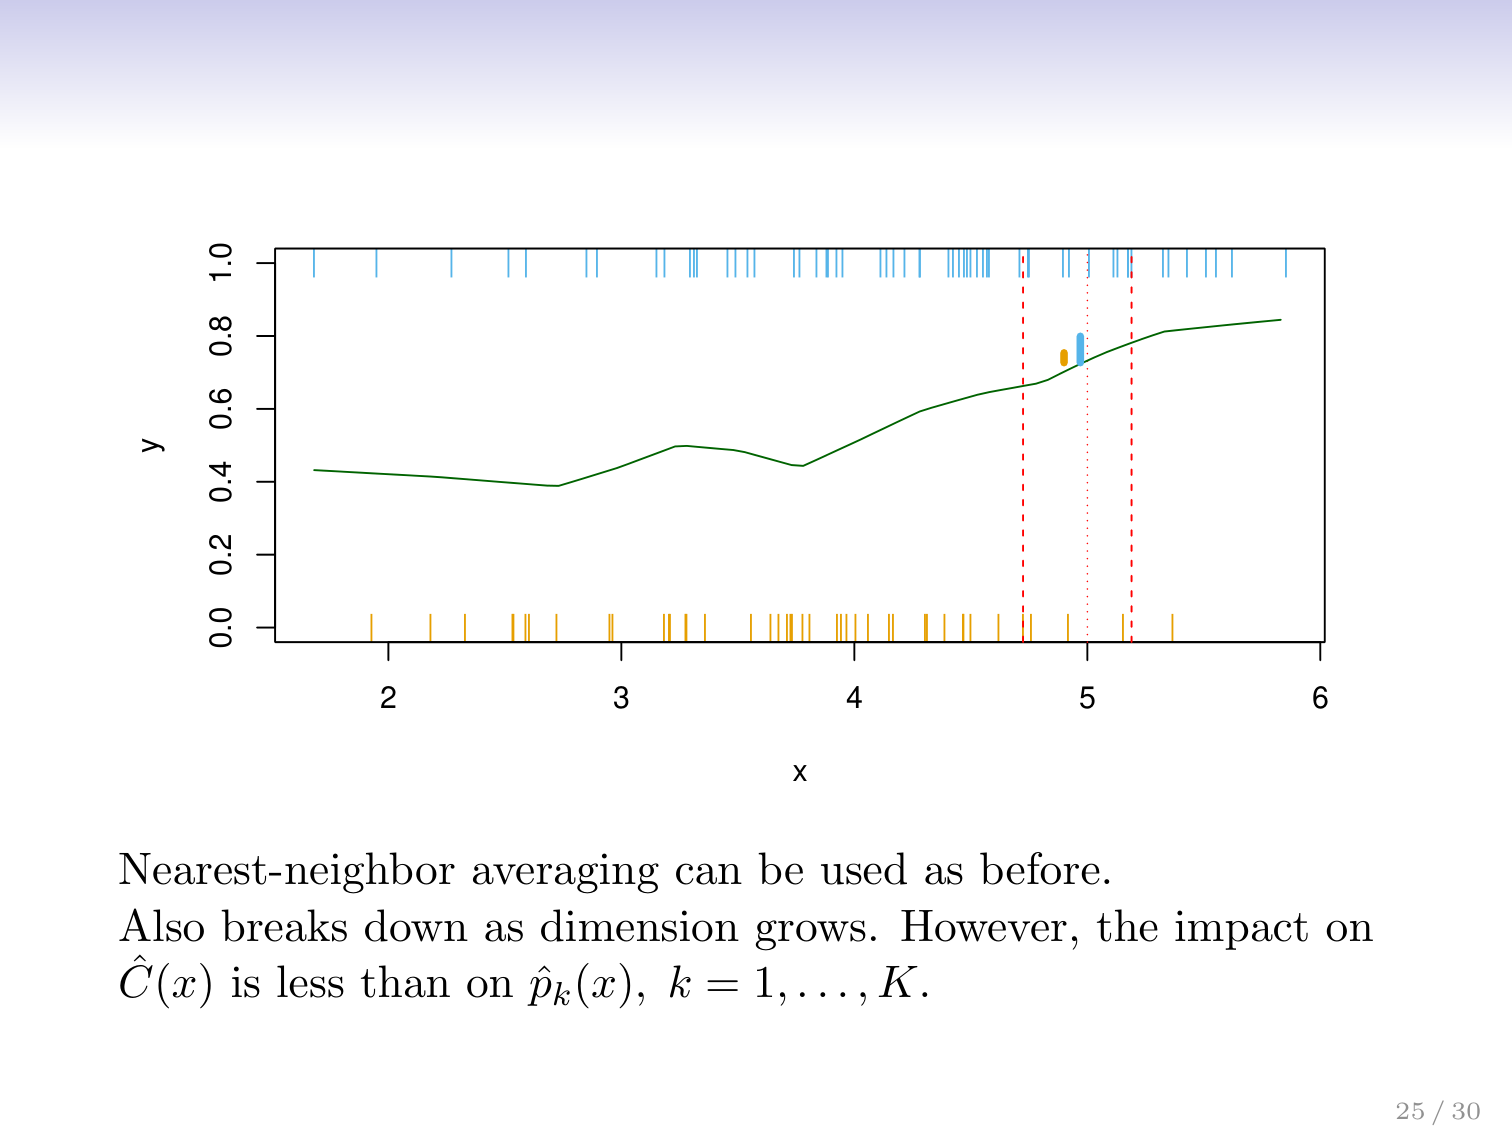 1.0
0.8
0.6
0.4
0.2
0.0
y
2 3 4 5 6
x
Nearest-neighbor averaging can be used as before.
Also breaks down as dimension grows. However, the impact on
Ĉ(x) is less than on p̂ₖ(x), k = 1, . . . , K.
25 / 30